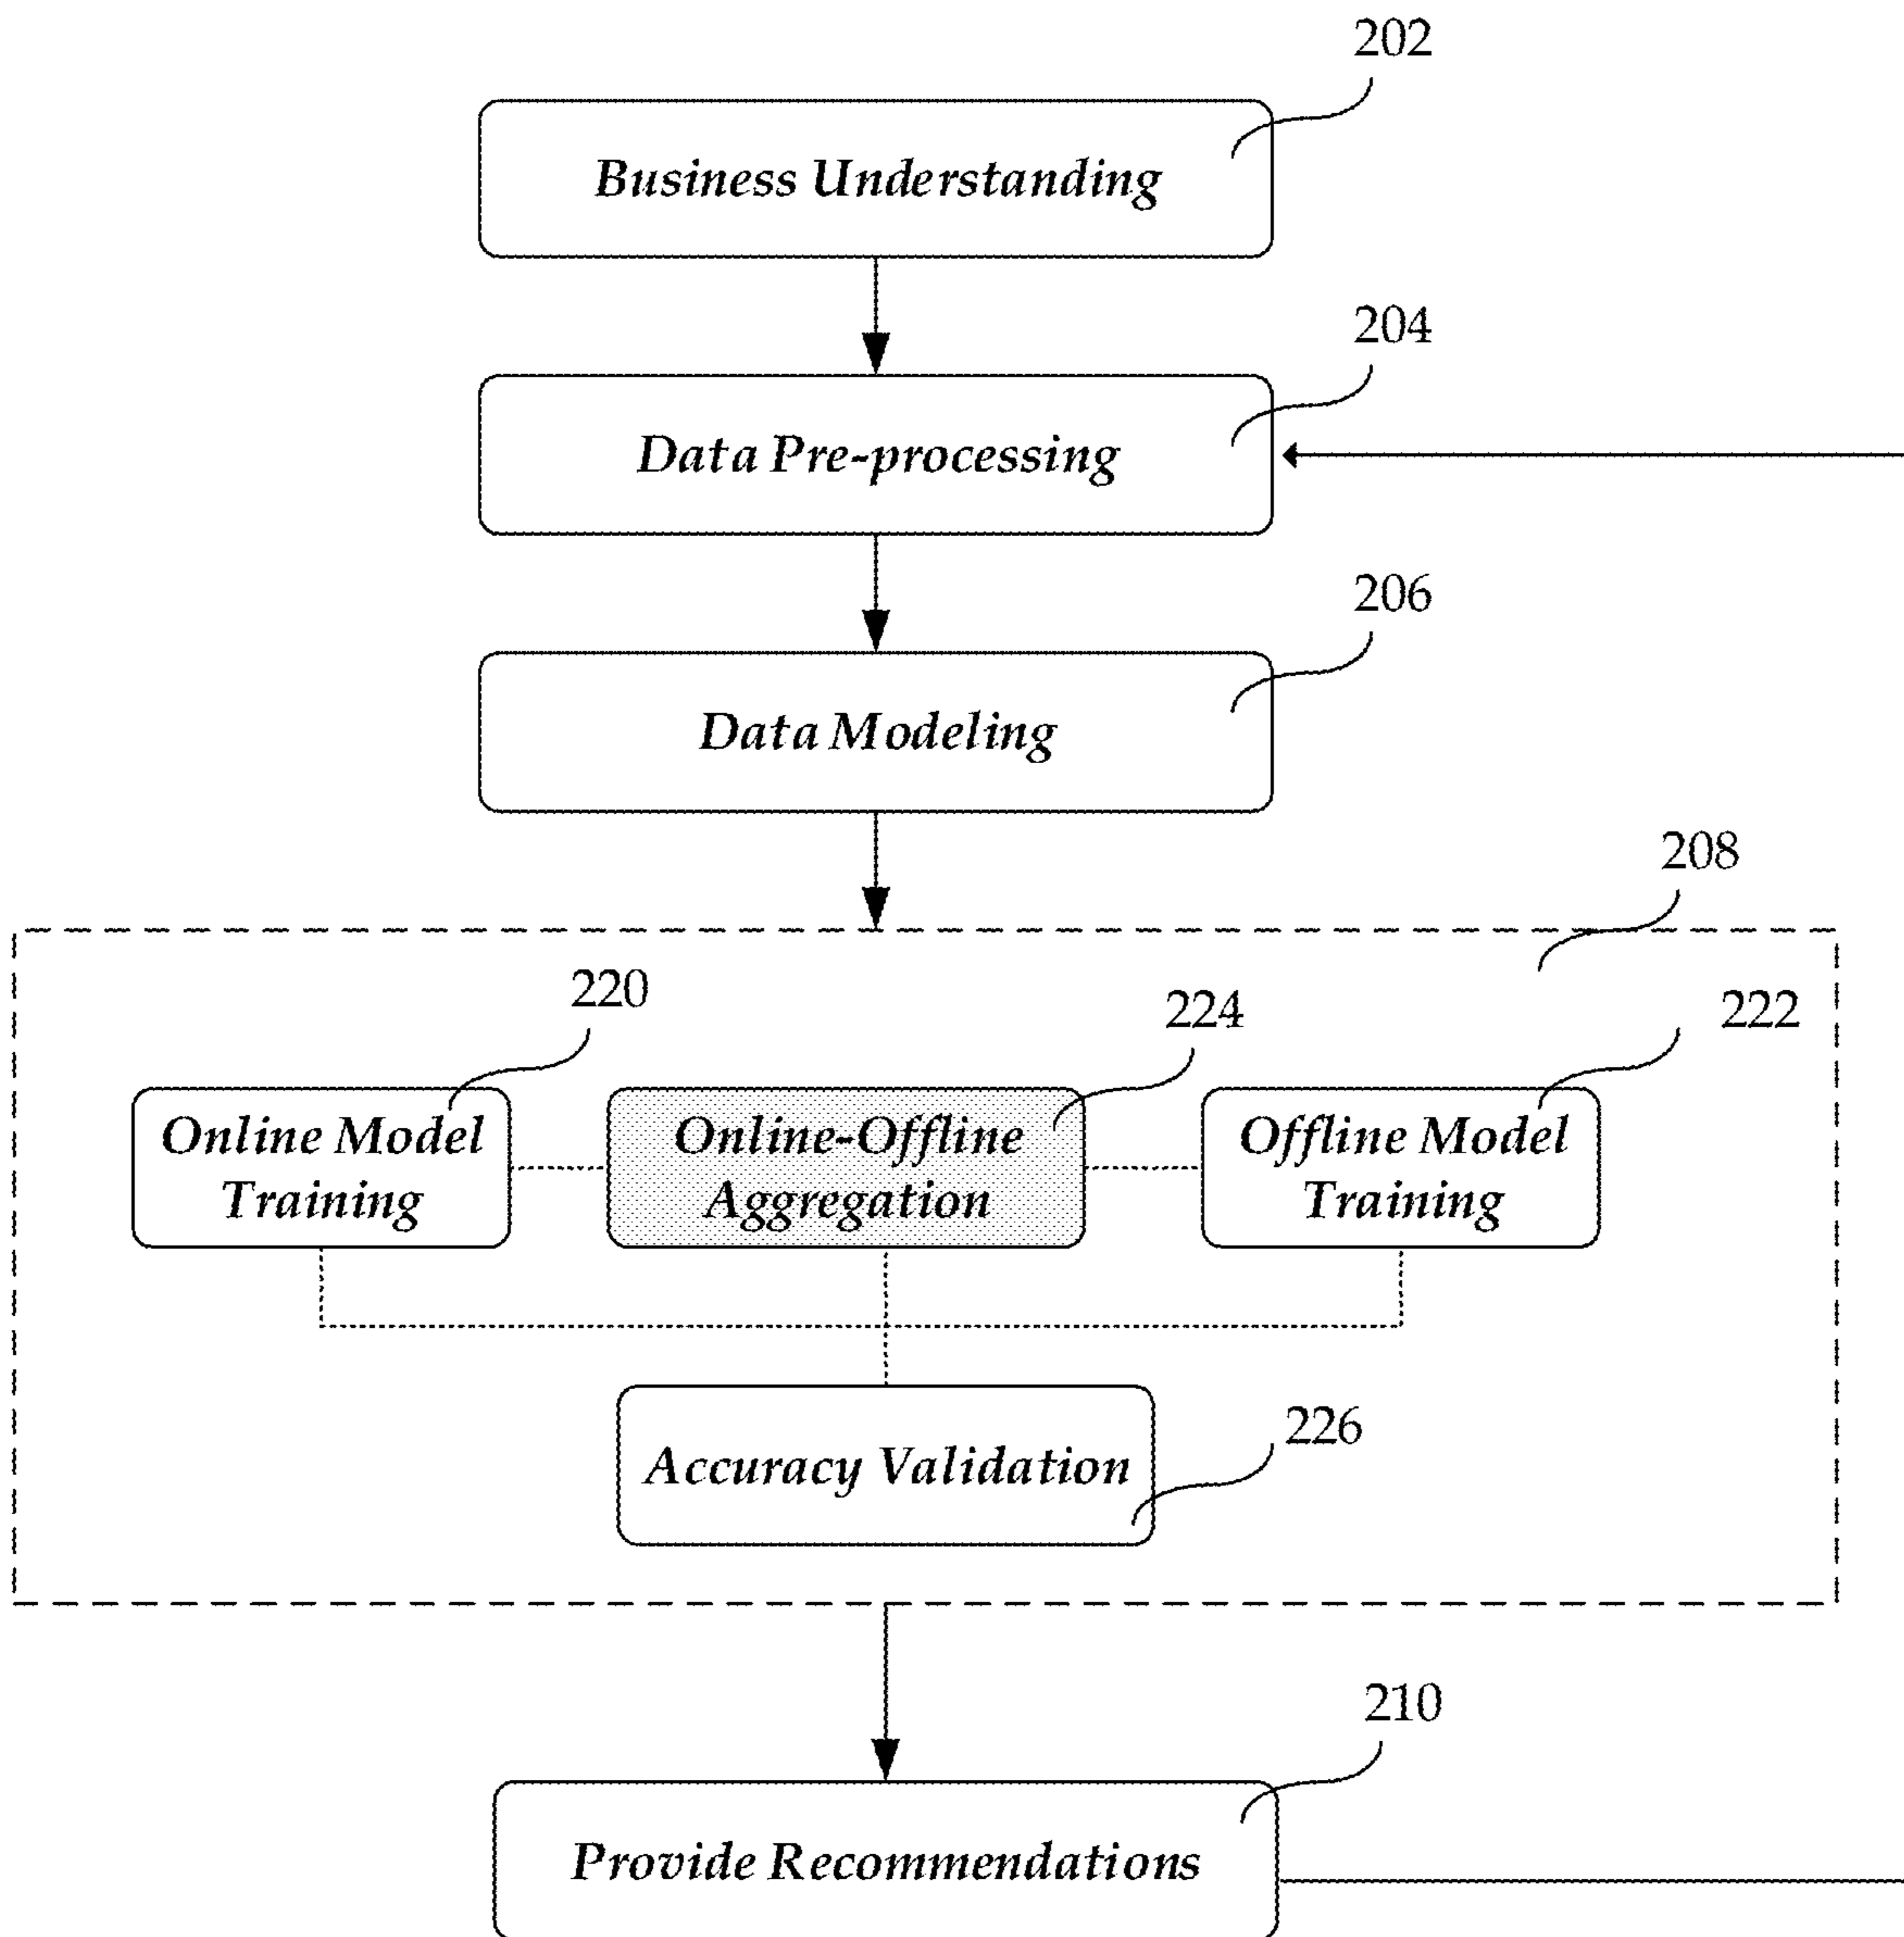 202
Business Understanding
204
Data Pre-processing
206
Data Modeling
208
220
224
222
Online Model
Training
Online-Offline
Aggregation
Offline Model
Training
226
Accuracy Validation
210
Provide Recommendations